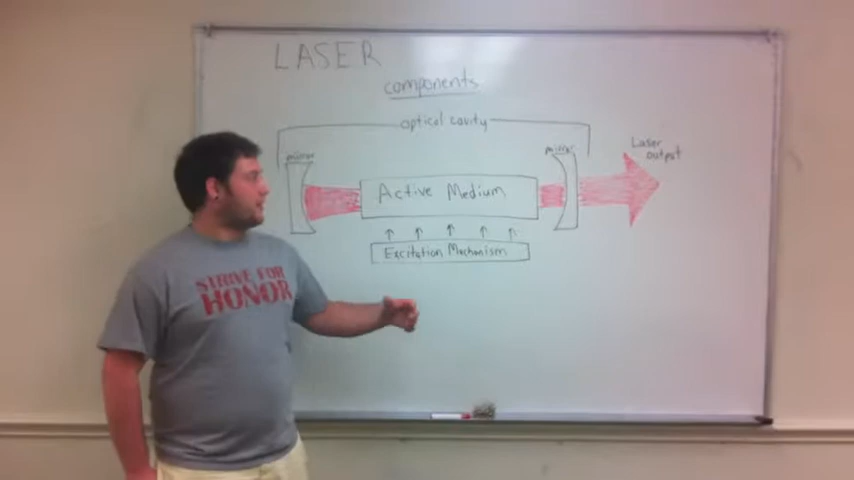 LASER
components
optical cavity
mirror
mirror
Laser
output
Active Medium
Excitation Mechanism
STRIVE FOR
HONOR